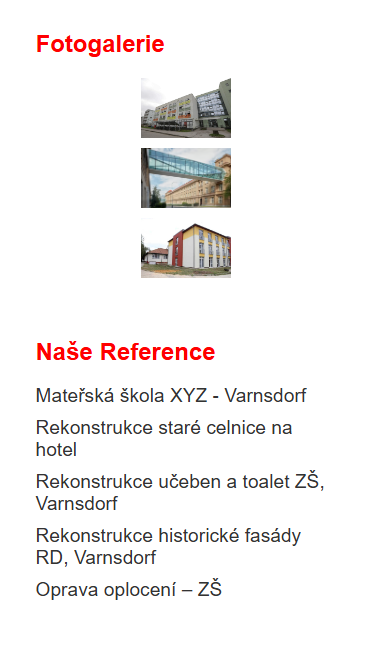 Fotogalerie
Naše Reference
Mateřská škola XYZ - Varnsdorf
Rekonstrukce staré celnice na
hotel
Rekonstrukce učeben a toalet ZŠ,
Varnsdorf
Rekonstrukce historické fasády
RD, Varnsdorf
Oprava oplocení – ZŠ